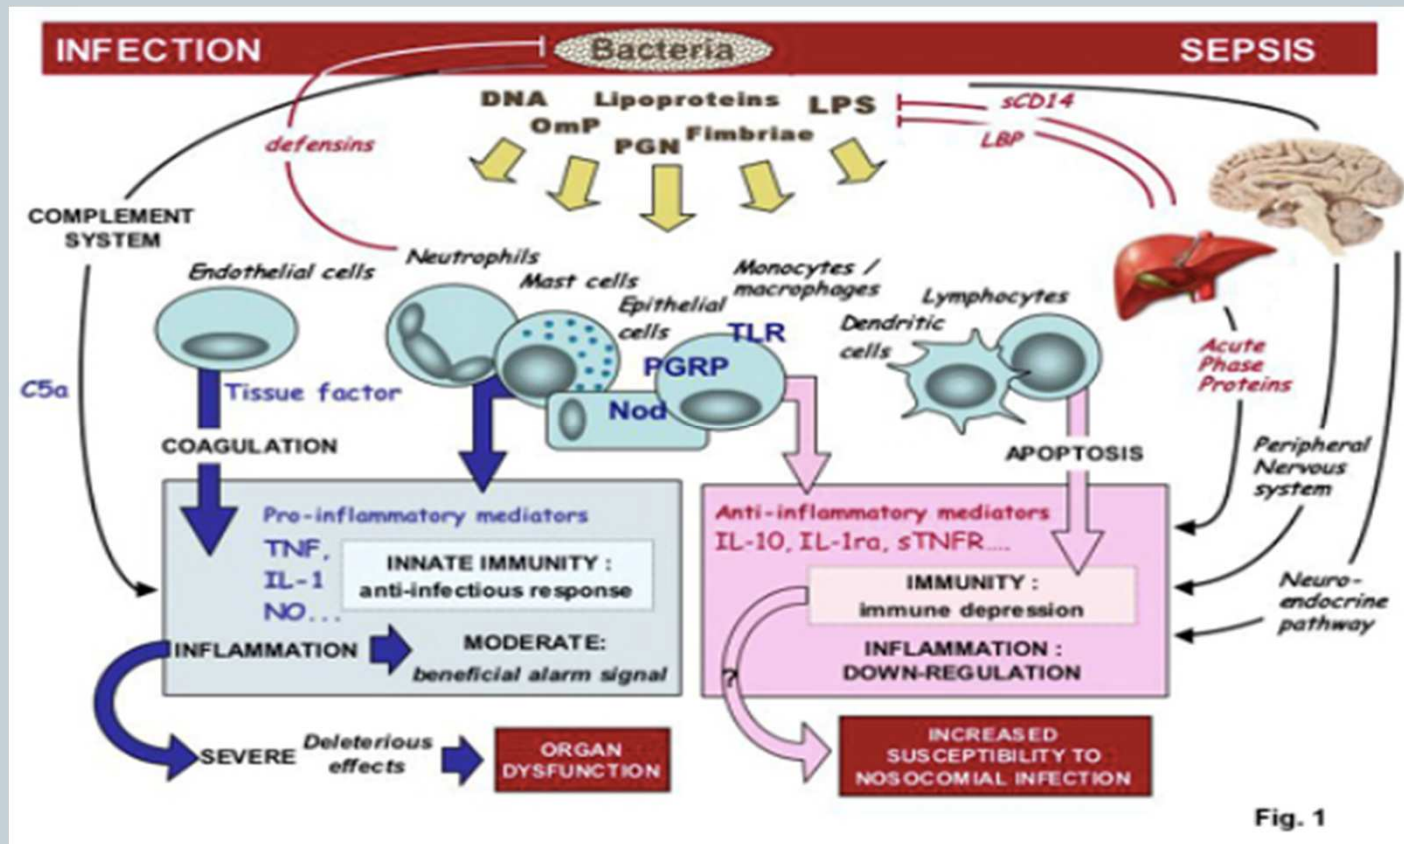 INFECTION
Bacteria
SEPSIS
DNA
Lipoproteins
LPS
OmP
PGN
Fimbriae
sCD14
LBP
defensins
COMPLEMENT
SYSTEM
Endothelial cells
Neutrophils
Mast cells
Epithelial
cells
Monocytes /
macrophages
Dendritic
cells
Lymphocytes
TLR
PGRP
Nod
C5a
Tissue factor
COAGULATION
APOPTOSIS
Acute
Phase
Proteins
Peripheral
Nervous
system
Neuro-
endocrine
pathway
Pro-inflammatory mediators
TNF,
IL-1
NO...
INNATE IMMUNITY :
anti-infectious response
INFLAMMATION
MODERATE:
beneficial alarm signal
Anti-inflammatory mediators
IL-10, IL-1ra, sTNFR....
IMMUNITY :
immune depression
INFLAMMATION :
DOWN-REGULATION
?
SEVERE
Deleterious
effects
ORGAN
DYSFUNCTION
INCREASED
SUSCEPTIBILITY TO
NOSOCOMIAL INFECTION
Fig. 1